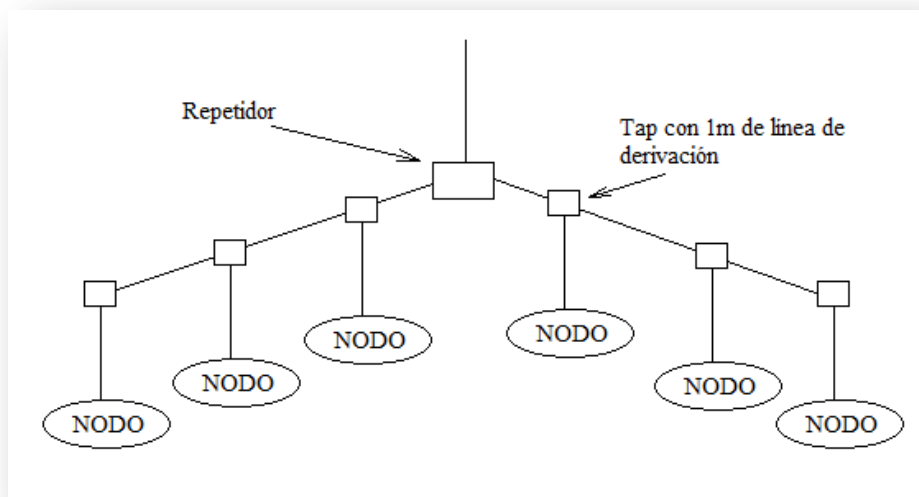 Repetidor
Tap con 1m de linea de
derivación
NODO
NODO
NODO
NODO
NODO
NODO